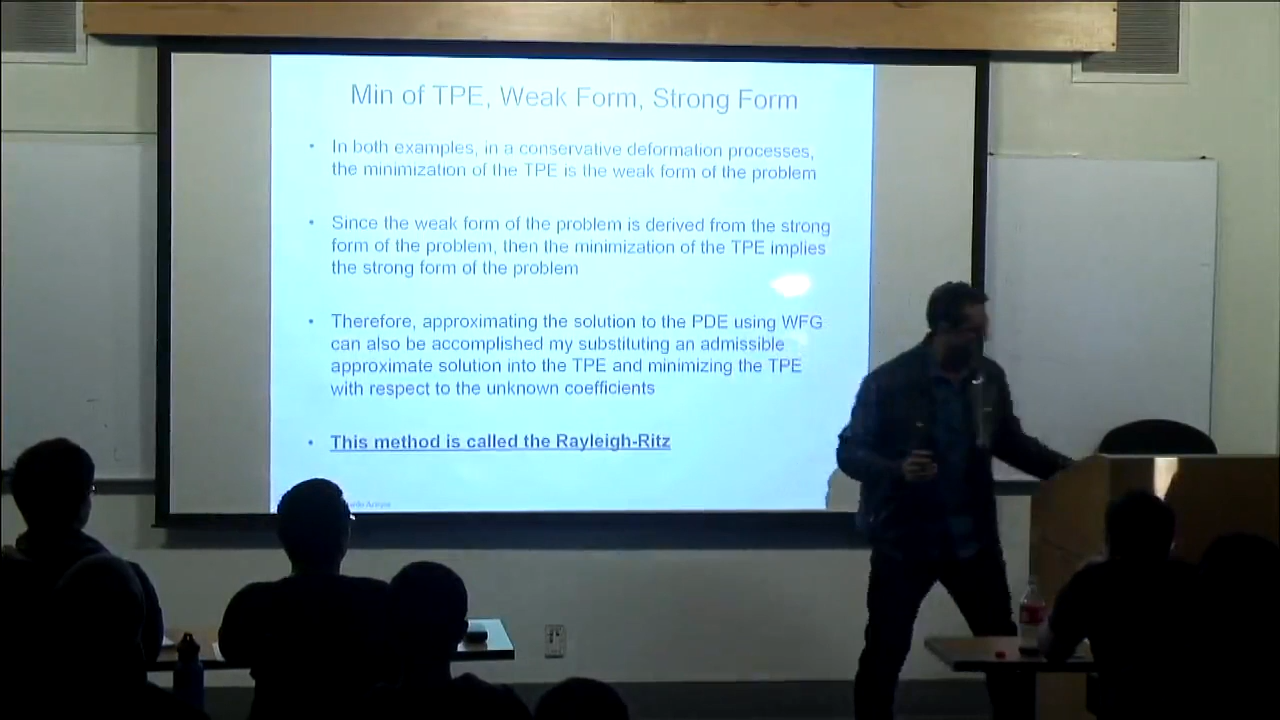 Min of TPE, Weak Form, Strong Form
• In both examples, in a conservative deformation processes,
the minimization of the TPE is the weak form of the problem
• Since the weak form of the problem is derived from the strong
form of the problem, then the minimization of the TPE implies
the strong form of the problem
• Therefore, approximating the solution to the PDE using WFG
can also be accomplished my substituting an admissible
approximate solution into the TPE and minimizing the TPE
with respect to the unknown coefficients
• This method is called the Rayleigh-Ritz